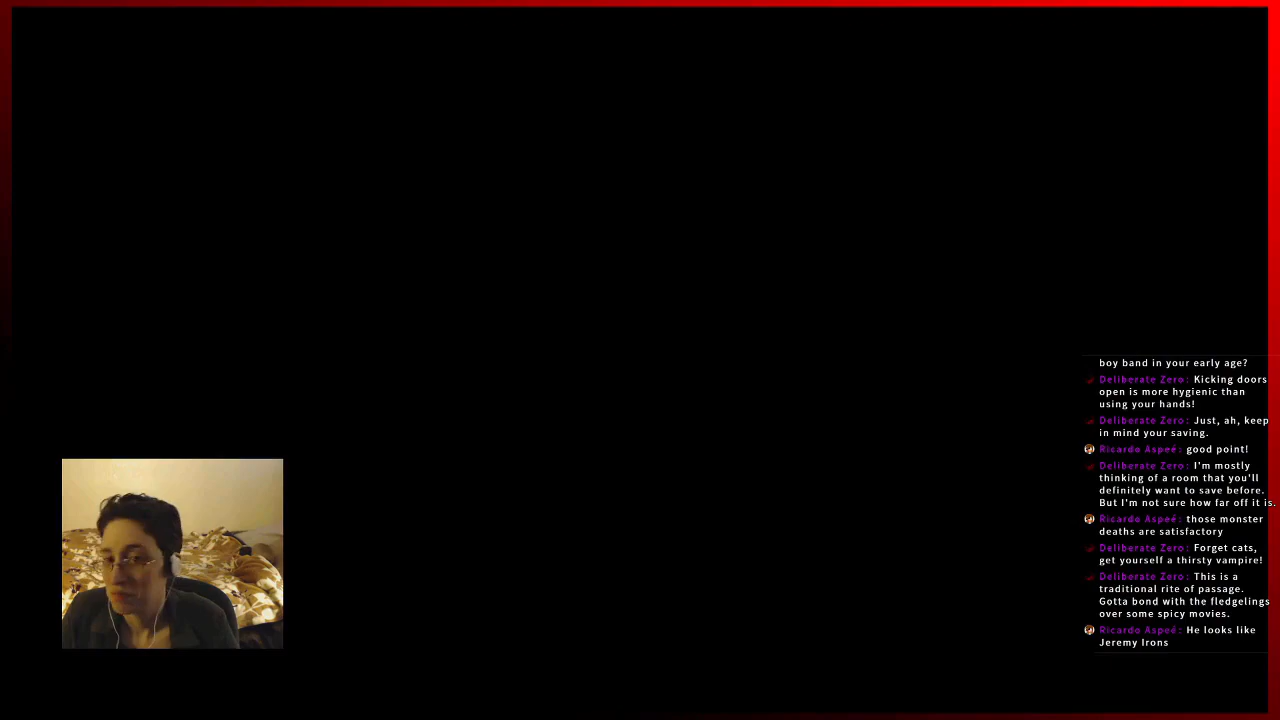 boy band in your early age?
Deliberate Zero: Kicking doors
open is more hygienic than
using your hands!
Deliberate Zero: Just, ah, keep
in mind your saving.
Ricardo Aspeé: good point!
Deliberate Zero: I'm mostly
thinking of a room that you'll
definitely want to save before.
But I'm not sure how far off it is.
Ricardo Aspeé: those monster
deaths are satisfactory
Deliberate Zero: Forget cats,
get yourself a thirsty vampire!
Deliberate Zero: This is a
traditional rite of passage.
Gotta bond with the fledgelings
over some spicy movies.
Ricardo Aspeé: He looks like
Jeremy Irons